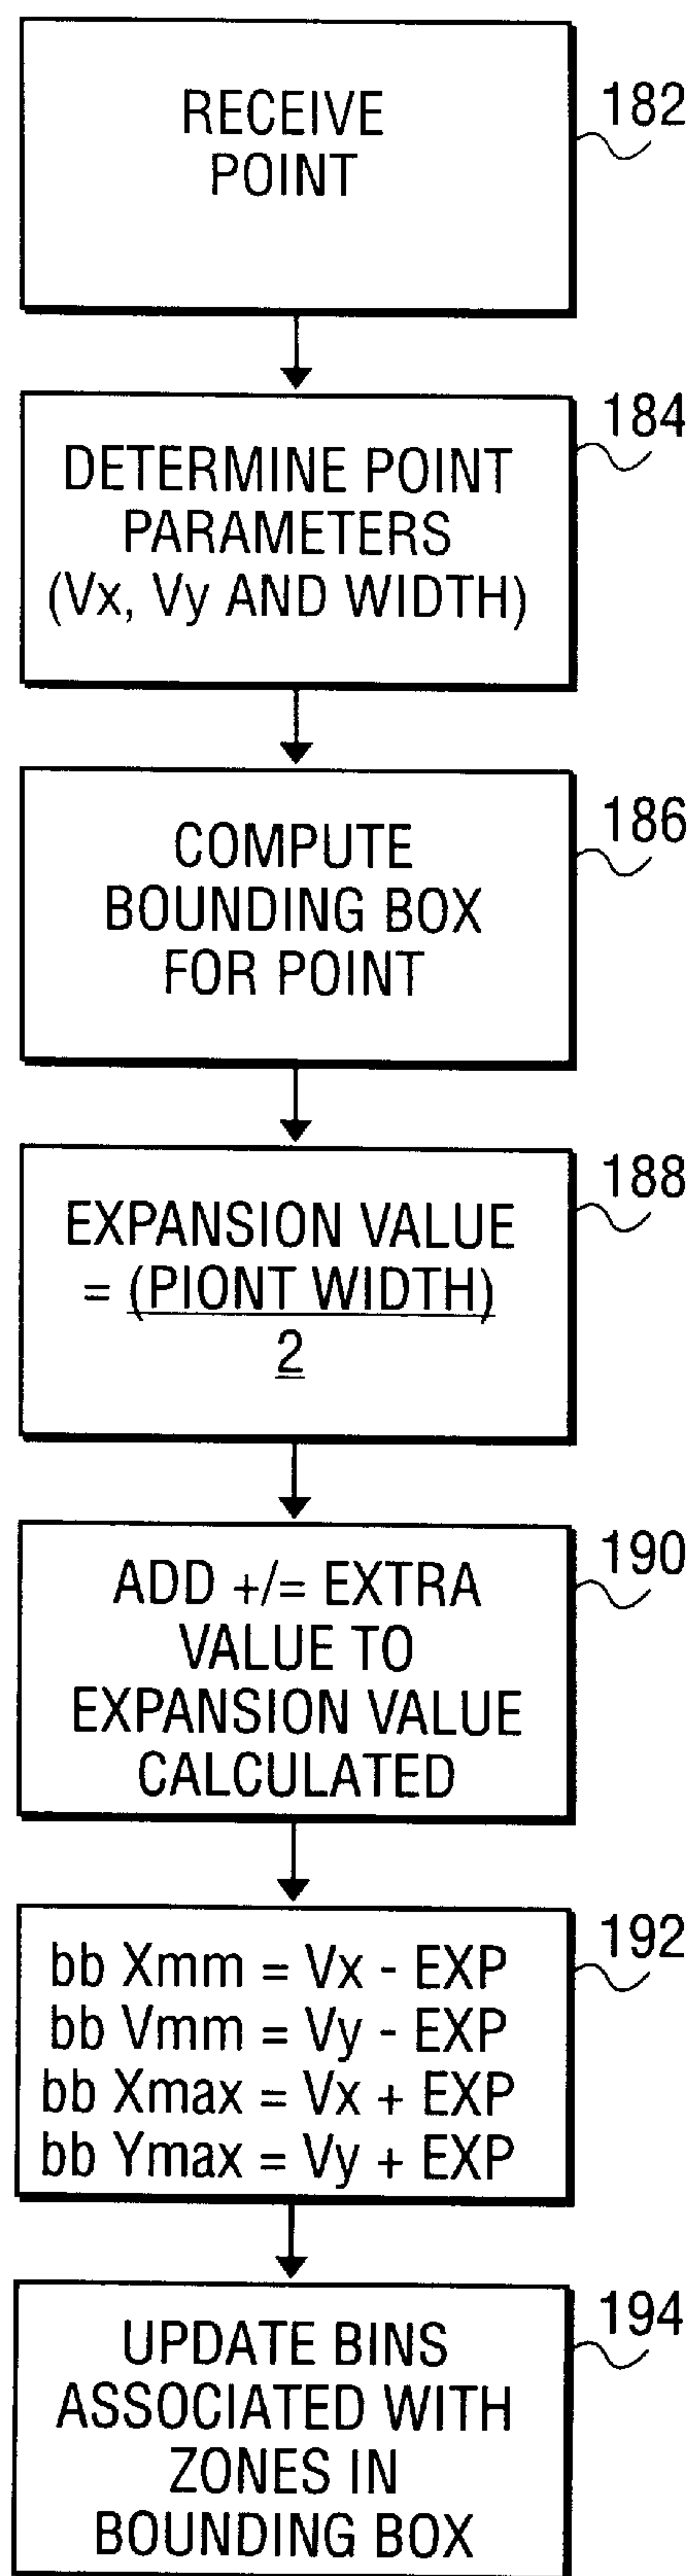 RECEIVE
POINT
182
DETERMINE POINT
PARAMETERS
(Vx, Vy AND WIDTH)
184
COMPUTE
BOUNDING BOX
FOR POINT
186
EXPANSION VALUE
= (PIONT WIDTH)
2
188
ADD +/= EXTRA
VALUE TO
EXPANSION VALUE
CALCULATED
190
bb Xmm = Vx - EXP
bb Vmm = Vy - EXP
bb Xmax = Vx + EXP
bb Ymax = Vy + EXP
192
UPDATE BINS
ASSOCIATED WITH
ZONES IN
BOUNDING BOX
194